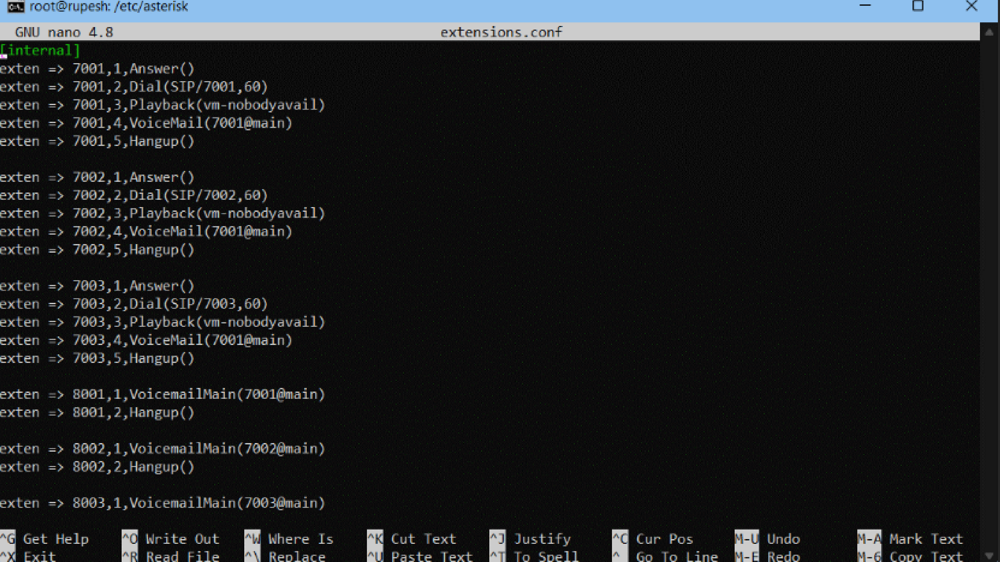 root@rupesh: /etc/asterisk
GNU nano 4.8 extensions.conf
[internal]
exten => 7001,1,Answer()
exten => 7001,2,Dial(SIP/7001,60)
exten => 7001,3,Playback(vm-nobodyavail)
exten => 7001,4,VoiceMail(7001@main)
exten => 7001,5,Hangup()
exten => 7002,1,Answer()
exten => 7002,2,Dial(SIP/7002,60)
exten => 7002,3,Playback(vm-nobodyavail)
exten => 7002,4,VoiceMail(7001@main)
exten => 7002,5,Hangup()
exten => 7003,1,Answer()
exten => 7003,2,Dial(SIP/7003,60)
exten => 7003,3,Playback(vm-nobodyavail)
exten => 7003,4,VoiceMail(7001@main)
exten => 7003,5,Hangup()
exten => 8001,1,VoicemailMain(7001@main)
exten => 8001,2,Hangup()
exten => 8002,1,VoicemailMain(7002@main)
exten => 8002,2,Hangup()
exten => 8003,1,VoicemailMain(7003@main)
^G Get Help ^O Write Out ^W Where Is ^K Cut Text ^J Justify ^C Cur Pos M-U Undo M-A Mark Text
^X Exit ^R Read File ^\ Replace ^U Paste Text ^T To Spell ^_ Go To Line M-E Redo M-6 Copy Text